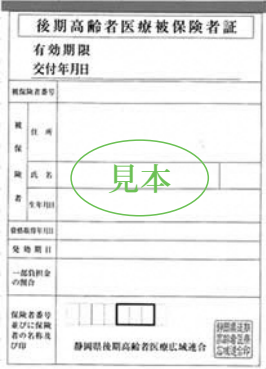 後期高齢者医療被保険者証
有効期限
交付年月日
被保険者番号
被保険者
住所
氏名
見本
生年月日
資格取得年月日
発効期日
一部負担金
の割合
保険者番号
並びに保険
者の名称及
び印
静岡県後期高齢者医療広域連合